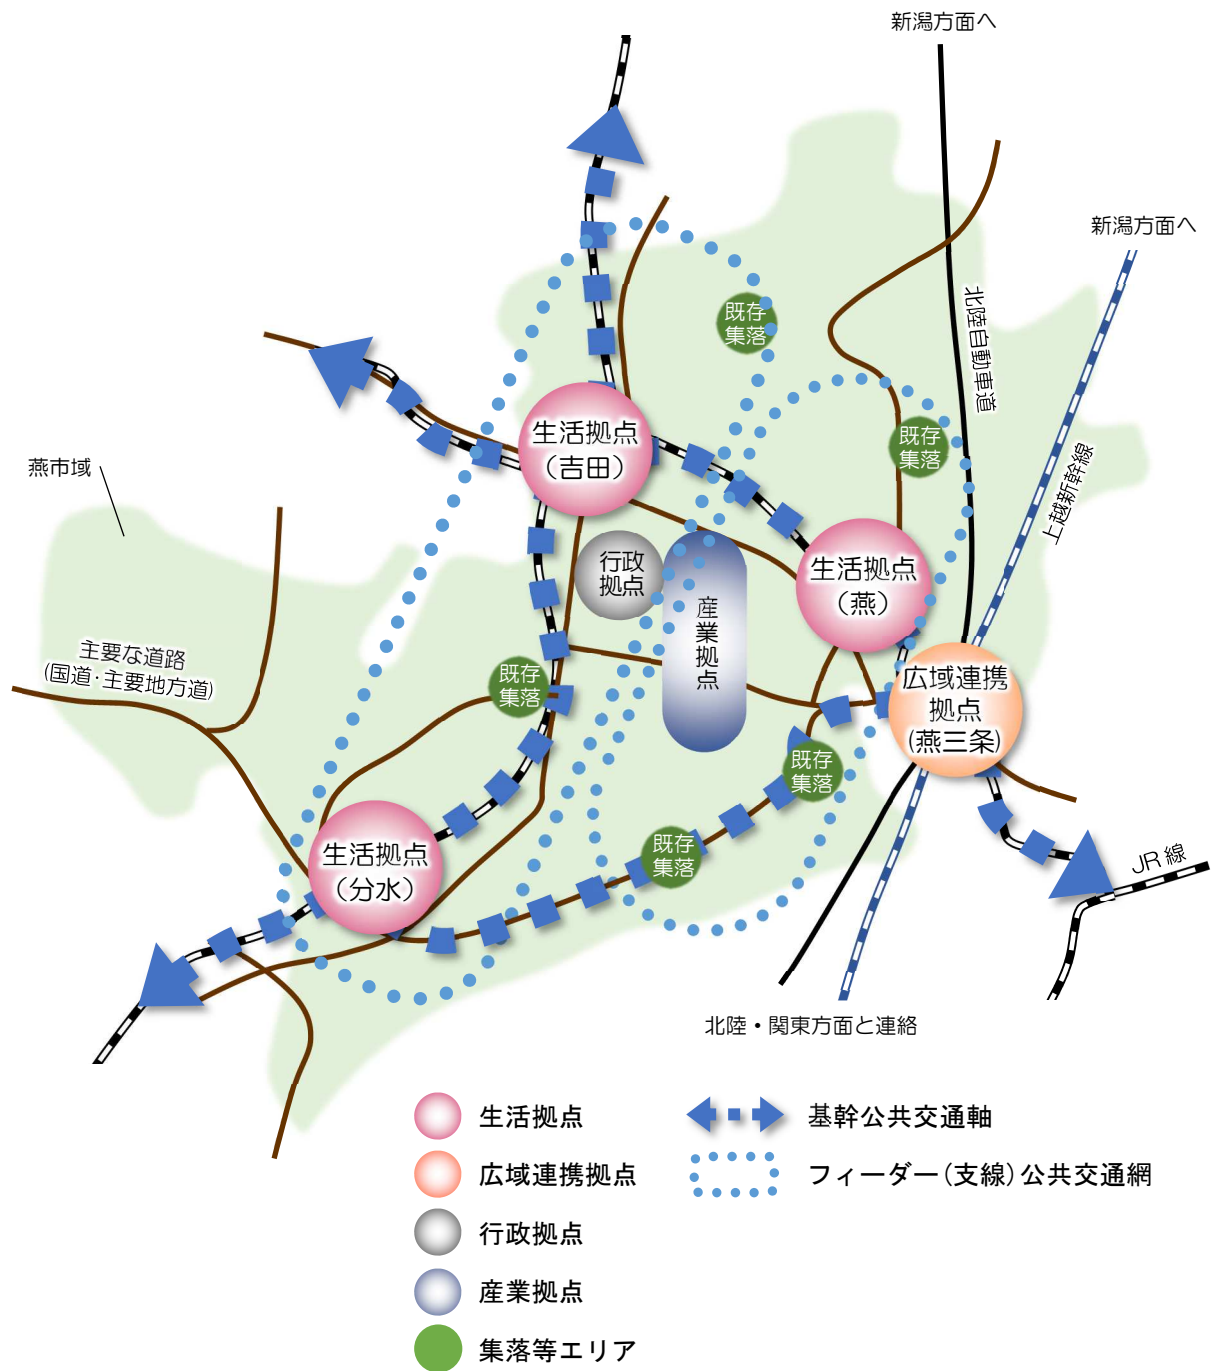 新潟方面へ
新潟方面へ
北陸自動車道
上越新幹線
既存
集落
既存
集落
生活拠点
（吉田）
燕市域
行政
拠点
産業拠点
生活拠点
（燕）
主要な道路
(国道・主要地方道)
既存
集落
広域連携
拠点
(燕三条)
既存
集落
既存
集落
生活拠点
（分水）
JR 線
北陸・関東方面と連絡
生活拠点
基幹公共交通軸
広域連携拠点
フィーダー（支線）公共交通網
行政拠点
産業拠点
集落等エリア